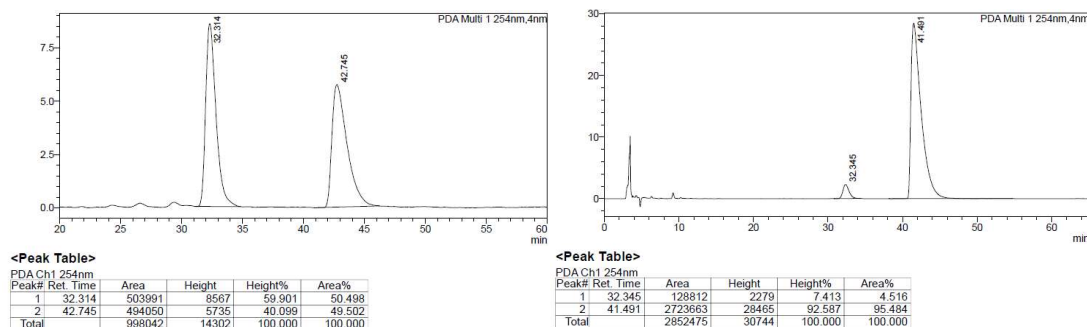 PDA Multi 1 254nm,4nm
32.314
42.745
7.5
5.0
2.5
0.0
20 25 30 35 40 45 50 55 60
min
<Peak Table>
PDA Ch1 254nm
Peak# Ret. Time Area Height Height% Area%
1 32.314 503991 8567 59.901 50.498
2 42.745 494050 5735 40.099 49.502
Total 998042 14302 100.000 100.000
PDA Multi 1 254nm,4nm
41.491
32.345
30
20
10
0
0 10 20 30 40 50 60
min
<Peak Table>
PDA Ch1 254nm
Peak# Ret. Time Area Height Height% Area%
1 32.345 128812 2279 7.413 4.516
2 41.491 2723663 28465 92.587 95.484
Total 2852475 30744 100.000 100.000